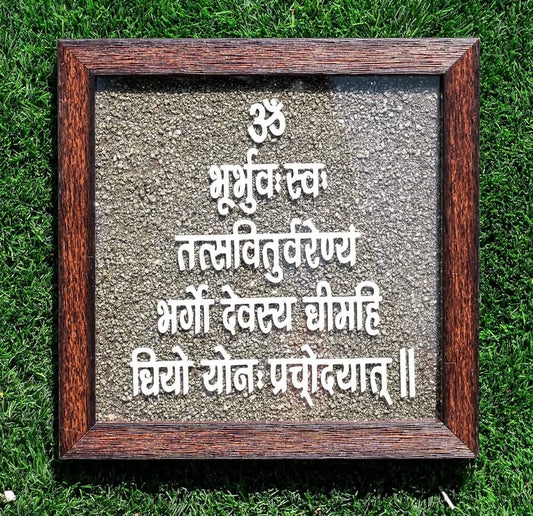 ॐ
भूर्भुवः स्वः
तत्सवितुर्वरेण्यं
भर्गो देवस्य धीमहि
धियो योनः प्रचोदयात् ||